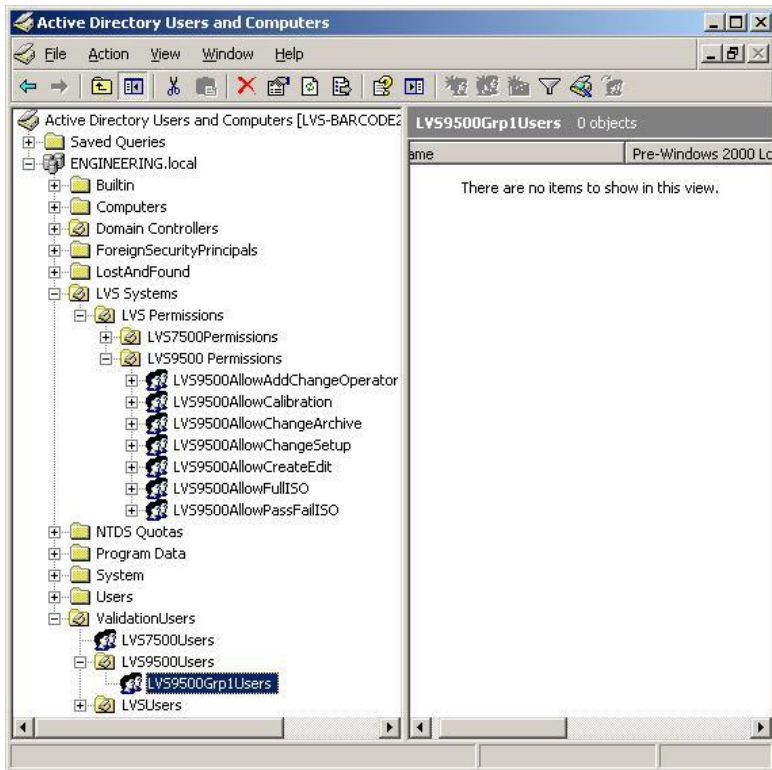 Active Directory Users and Computers
File Action View Window Help
Active Directory Users and Computers [LVS-BARCODE2
LVS9500Grp1Users 0 objects
ame Pre-Windows 2000 Lo
There are no items to show in this view.
Saved Queries
ENGINEERING.local
Builtin
Computers
Domain Controllers
ForeignSecurityPrincipals
LostAndFound
LVS Systems
LVS Permissions
LVS7500Permissions
LVS9500 Permissions
LVS9500AllowAddChangeOperator
LVS9500AllowCalibration
LVS9500AllowChangeArchive
LVS9500AllowChangeSetup
LVS9500AllowCreateEdit
LVS9500AllowFullISO
LVS9500AllowPassFailISO
NTDS Quotas
Program Data
System
Users
ValidationUsers
LVS7500Users
LVS9500Users
LVS9500Grp1Users
LVSUsers